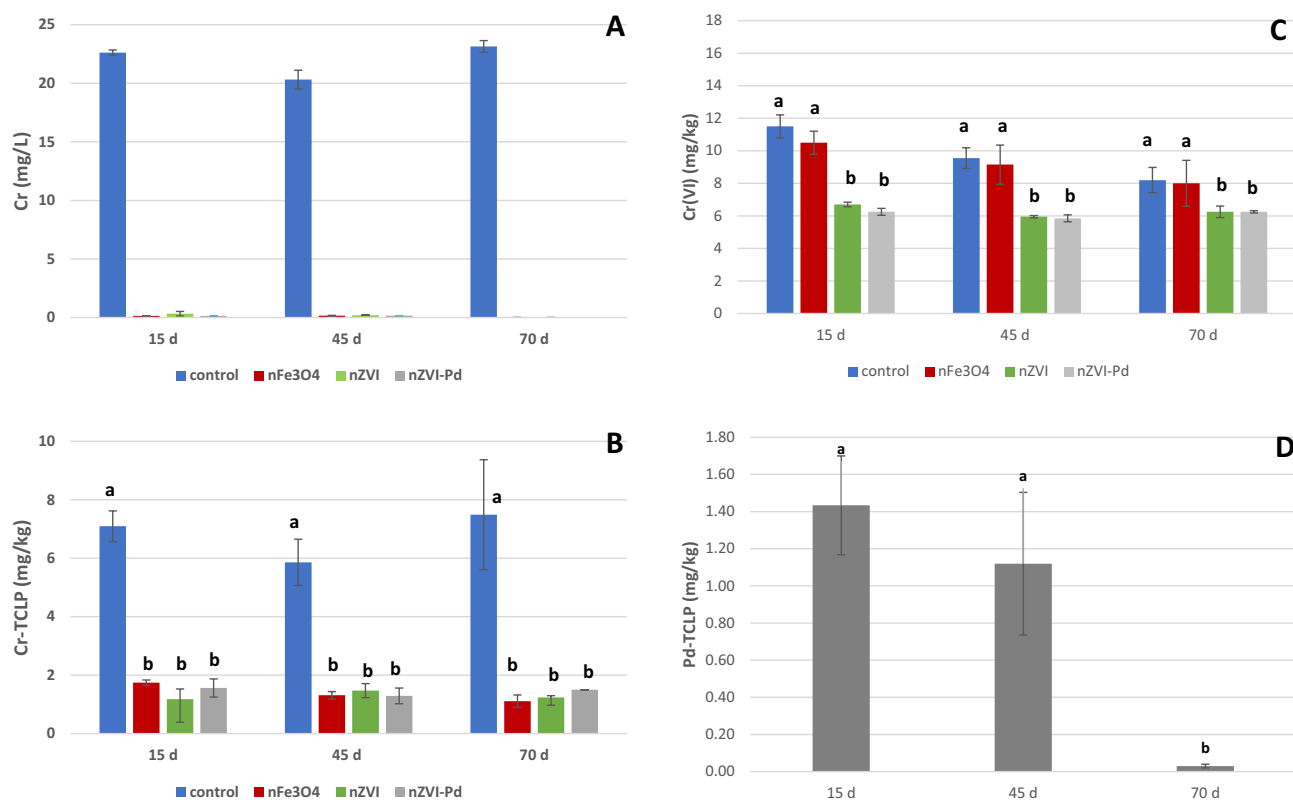 A
Cr (mg/L)
25
20
15
10
5
0
15 d 45 d 70 d
control nFe3O4 nZVI nZVI-Pd
C
Cr(VI) (mg/kg)
18
16
14
12
10
8
6
4
2
0
a a b b a a b b a a b b
15 d 45 d 70 d
control nFe3O4 nZVI nZVI-Pd
B
Cr-TCLP (mg/kg)
10
8
6
4
2
0
a b b b a b b b a b b b
15 d 45 d 70 d
control nFe3O4 nZVI nZVI-Pd
D
Pd-TCLP (mg/kg)
1.80
1.60
1.40
1.20
1.00
0.80
0.60
0.40
0.20
0.00
a a b
15 d 45 d 70 d